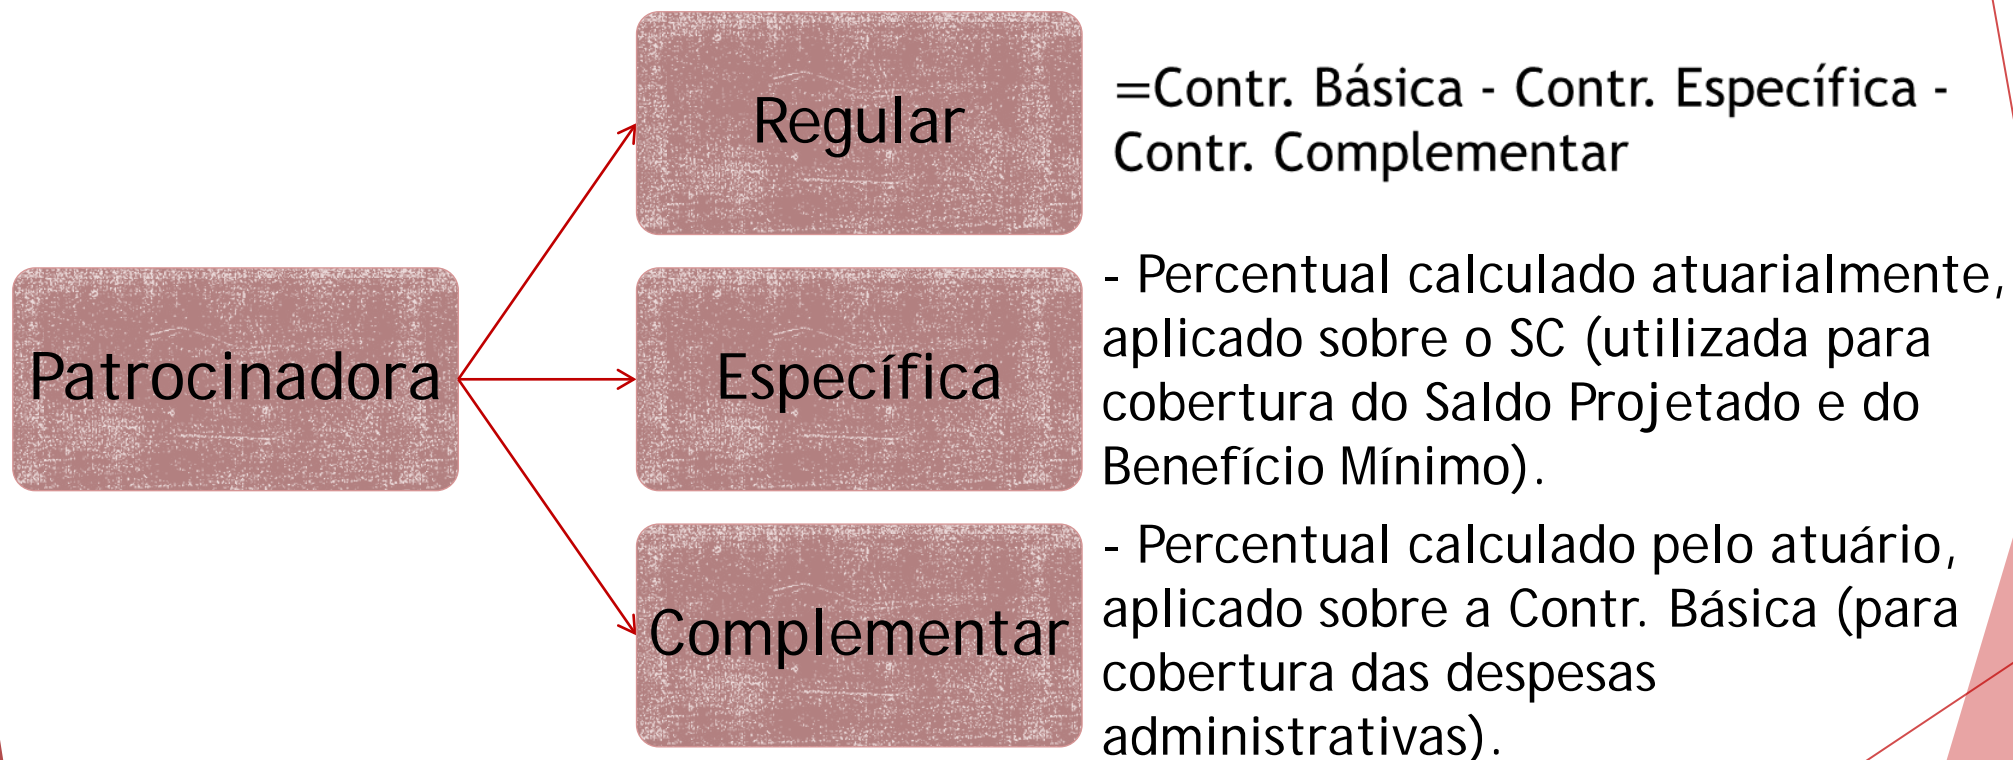 Patrocinadora
Regular
=Contr. Básica - Contr. Específica -
Contr. Complementar
Específica
- Percentual calculado atuarialmente,
aplicado sobre o SC (utilizada para
cobertura do Saldo Projetado e do
Benefício Mínimo).
Complementar
- Percentual calculado pelo atuário,
aplicado sobre a Contr. Básica (para
cobertura das despesas
administrativas).